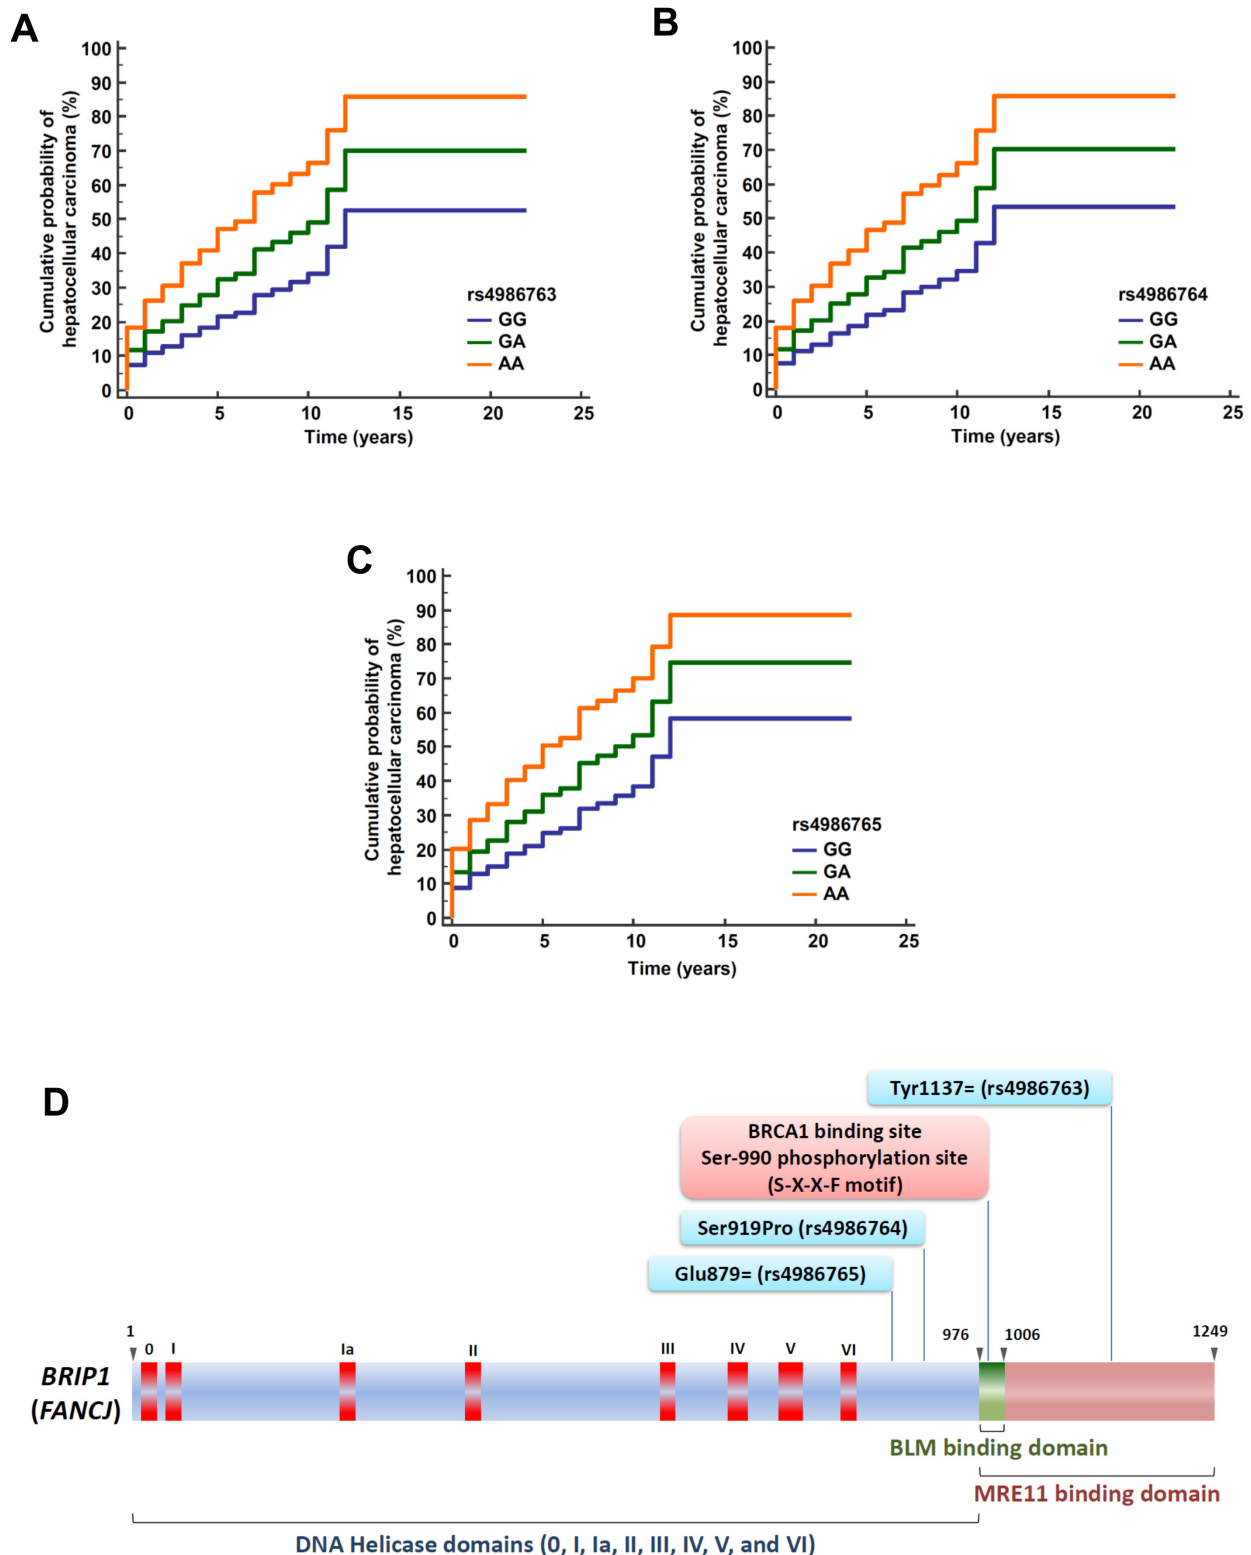 A
Cumulative probability of
hepatocellular carcinoma (%)
100
90
80
70
60
50
40
30
20
10
0
rs4986763
GG
GA
AA
0 5 10 15 20 25
Time (years)
B
Cumulative probability of
hepatocellular carcinoma (%)
100
90
80
70
60
50
40
30
20
10
0
rs4986764
GG
GA
AA
0 5 10 15 20 25
Time (years)
C
Cumulative probability of
hepatocellular carcinoma (%)
100
90
80
70
60
50
40
30
20
10
0
rs4986765
GG
GA
AA
0 5 10 15 20 25
Time (years)
D
Tyr1137= (rs4986763)
BRCA1 binding site
Ser-990 phosphorylation site
(S-X-X-F motif)
Ser919Pro (rs4986764)
Glu879= (rs4986765)
1 976 1006 1249
0 I Ia II III IV V VI
BRIP1
(FANCJ)
BLM binding domain
MRE11 binding domain
DNA Helicase domains (0, I, Ia, II, III, IV, V, and VI)